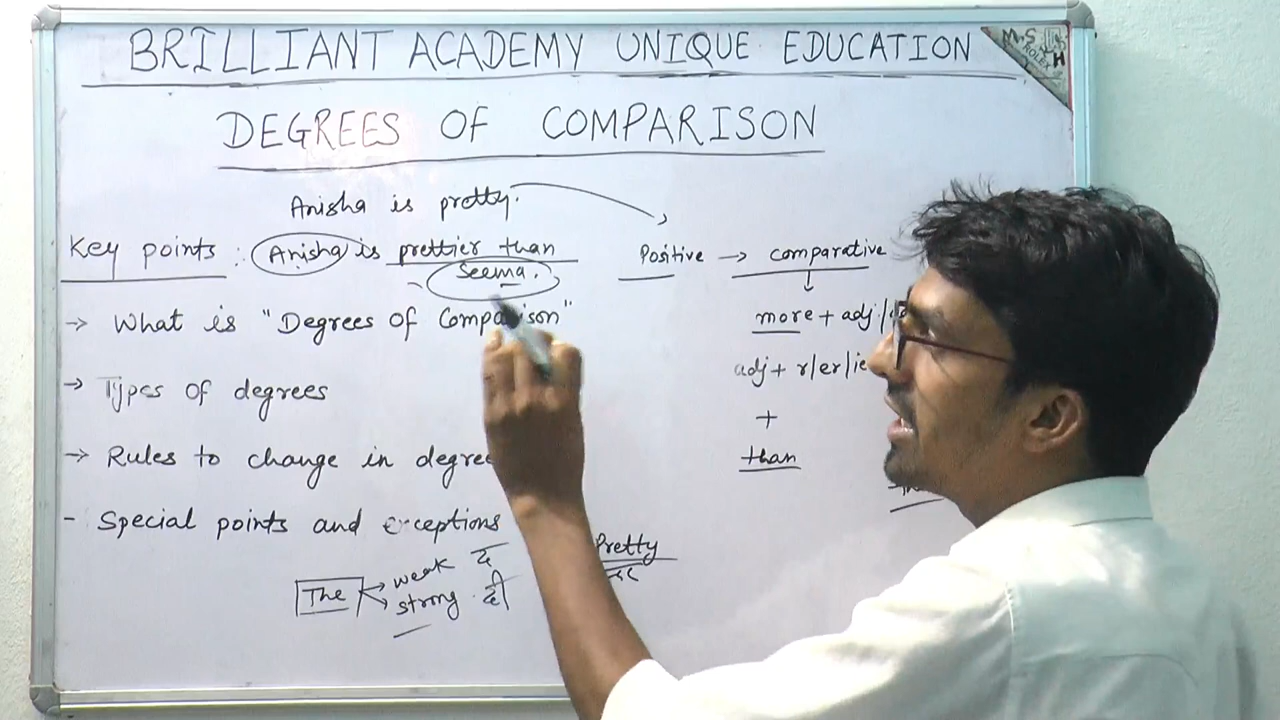 BRILLIANT ACADEMY UNIQUE EDUCATION
M.S
H
DEGREES OF COMPARISON
Anisha is pretty.
Key points : Anisha is prettier than
Seema.
Positive → comparative
→ What is "Degrees of Comparison"
more + adj/
→ Types of degrees
adj + r/er/ie
+
→ Rules to change in degree
than
- Special points and exceptions
Pretty
The
weak द
strong दी